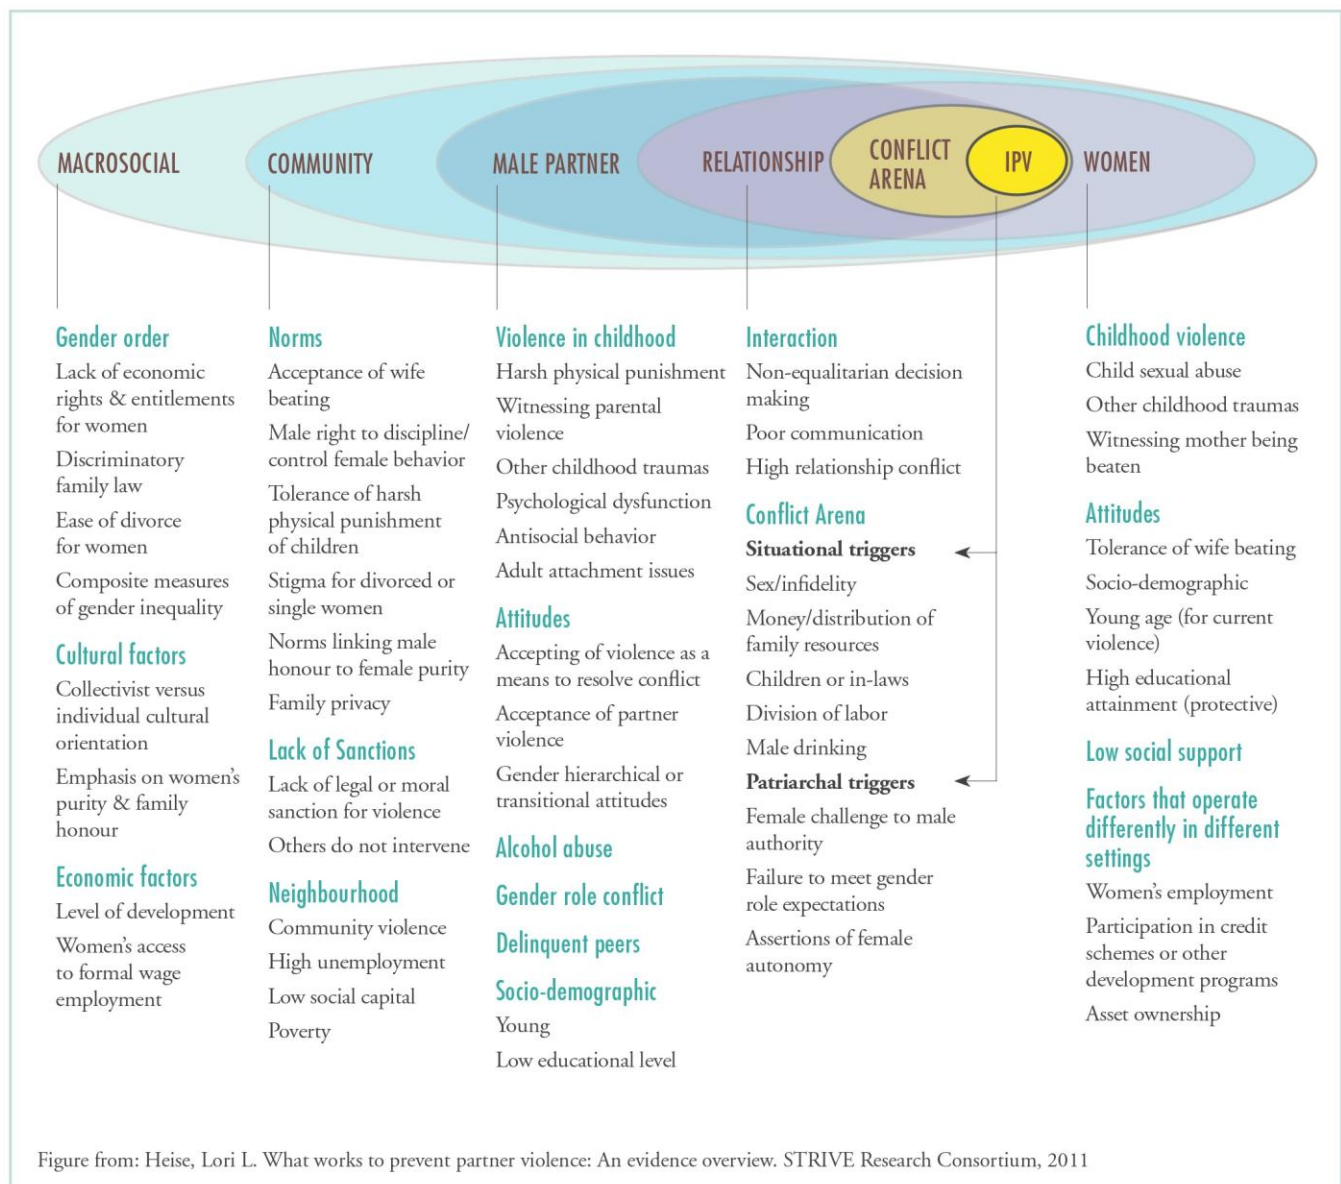 MACROSOCIAL
COMMUNITY
MALE PARTNER
RELATIONSHIP
CONFLICT
ARENA
IPV
WOMEN
Gender order
Lack of economic
rights & entitlements
for women
Discriminatory
family law
Ease of divorce
for women
Composite measures
of gender inequality
Cultural factors
Collectivist versus
individual cultural
orientation
Emphasis on women's
purity & family
honour
Economic factors
Level of development
Women's access
to formal wage
employment
Norms
Acceptance of wife
beating
Male right to discipline/
control female behavior
Tolerance of harsh
physical punishment
of children
Stigma for divorced or
single women
Norms linking male
honour to female purity
Family privacy
Lack of Sanctions
Lack of legal or moral
sanction for violence
Others do not intervene
Neighbourhood
Community violence
High unemployment
Low social capital
Poverty
Violence in childhood
Harsh physical punishment
Witnessing parental
violence
Other childhood traumas
Psychological dysfunction
Antisocial behavior
Adult attachment issues
Attitudes
Accepting of violence as a
means to resolve conflict
Acceptance of partner
violence
Gender hierarchical or
transitional attitudes
Alcohol abuse
Gender role conflict
Delinquent peers
Socio-demographic
Young
Low educational level
Interaction
Non-equalitarian decision
making
Poor communication
High relationship conflict
Conflict Arena
Situational triggers
Sex/infidelity
Money/distribution of
family resources
Children or in-laws
Division of labor
Male drinking
Patriarchal triggers
Female challenge to male
authority
Failure to meet gender
role expectations
Assertions of female
autonomy
Childhood violence
Child sexual abuse
Other childhood traumas
Witnessing mother being
beaten
Attitudes
Tolerance of wife beating
Socio-demographic
Young age (for current
violence)
High educational
attainment (protective)
Low social support
Factors that operate
differently in different
settings
Women's employment
Participation in credit
schemes or other
development programs
Asset ownership
Figure from: Heise, Lori L. What works to prevent partner violence: An evidence overview. STRIVE Research Consortium, 2011